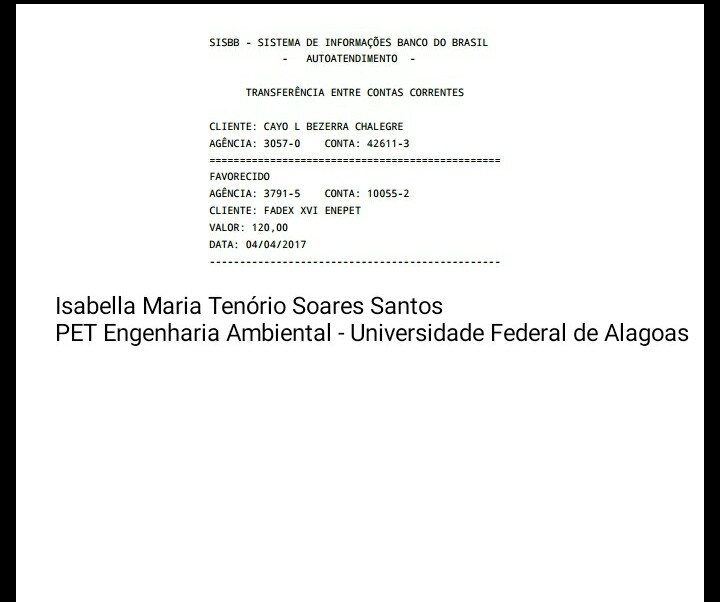 SISBB - SISTEMA DE INFORMAÇÕES BANCO DO BRASIL
- AUTOATENDIMENTO -
TRANSFERÊNCIA ENTRE CONTAS CORRENTES
CLIENTE: CAYO L BEZERRA CHALEGRE
AGÊNCIA: 3057-0 CONTA: 42611-3
================================================
FAVORECIDO
AGÊNCIA: 3791-5 CONTA: 10055-2
CLIENTE: FADEX XVI ENEPET
VALOR: 120,00
DATA: 04/04/2017
------------------------------------------------
Isabella Maria Tenório Soares Santos
PET Engenharia Ambiental - Universidade Federal de Alagoas